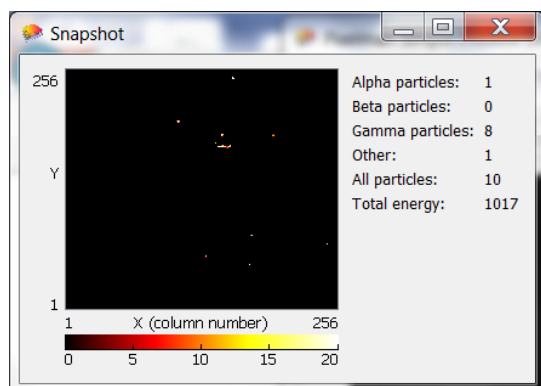 Snapshot
256
Y
1
1 X (column number) 256
0 5 10 15 20
Alpha particles: 1
Beta particles: 0
Gamma particles: 8
Other: 1
All particles: 10
Total energy: 1017